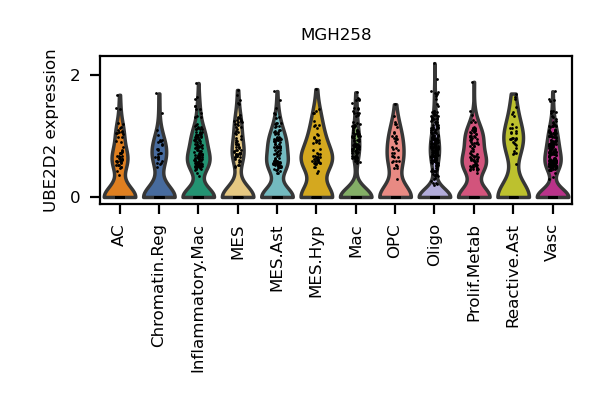 MGH258
UBE2D2 expression
2
0
AC
Chromatin.Reg
Inflammatory.Mac
MES
MES.Ast
MES.Hyp
Mac
OPC
Oligo
Prolif.Metab
Reactive.Ast
Vasc